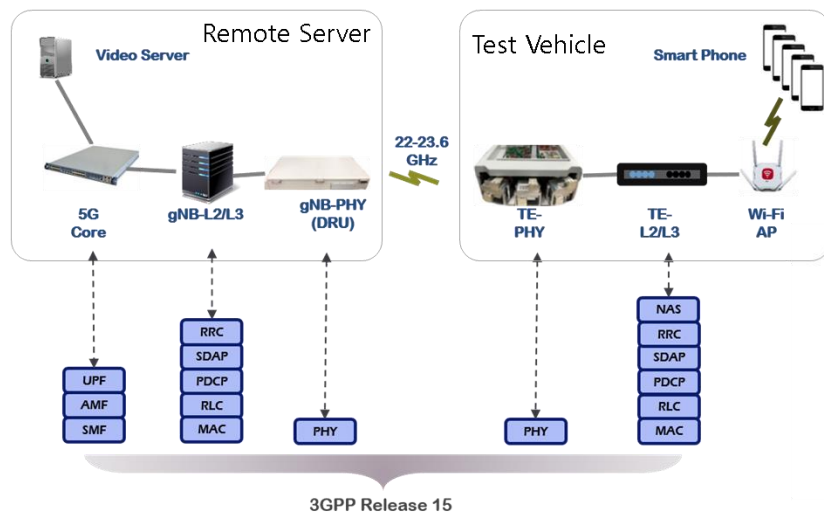 Remote Server
Video Server
5G
Core
gNB-L2/L3
gNB-PHY
(DRU)
22-23.6
GHz
Test Vehicle
Smart Phone
TE-
PHY
TE-
L2/L3
Wi-Fi
AP
UPF
AMF
SMF
RRC
SDAP
PDCP
RLC
MAC
PHY
PHY
NAS
RRC
SDAP
PDCP
RLC
MAC
3GPP Release 15